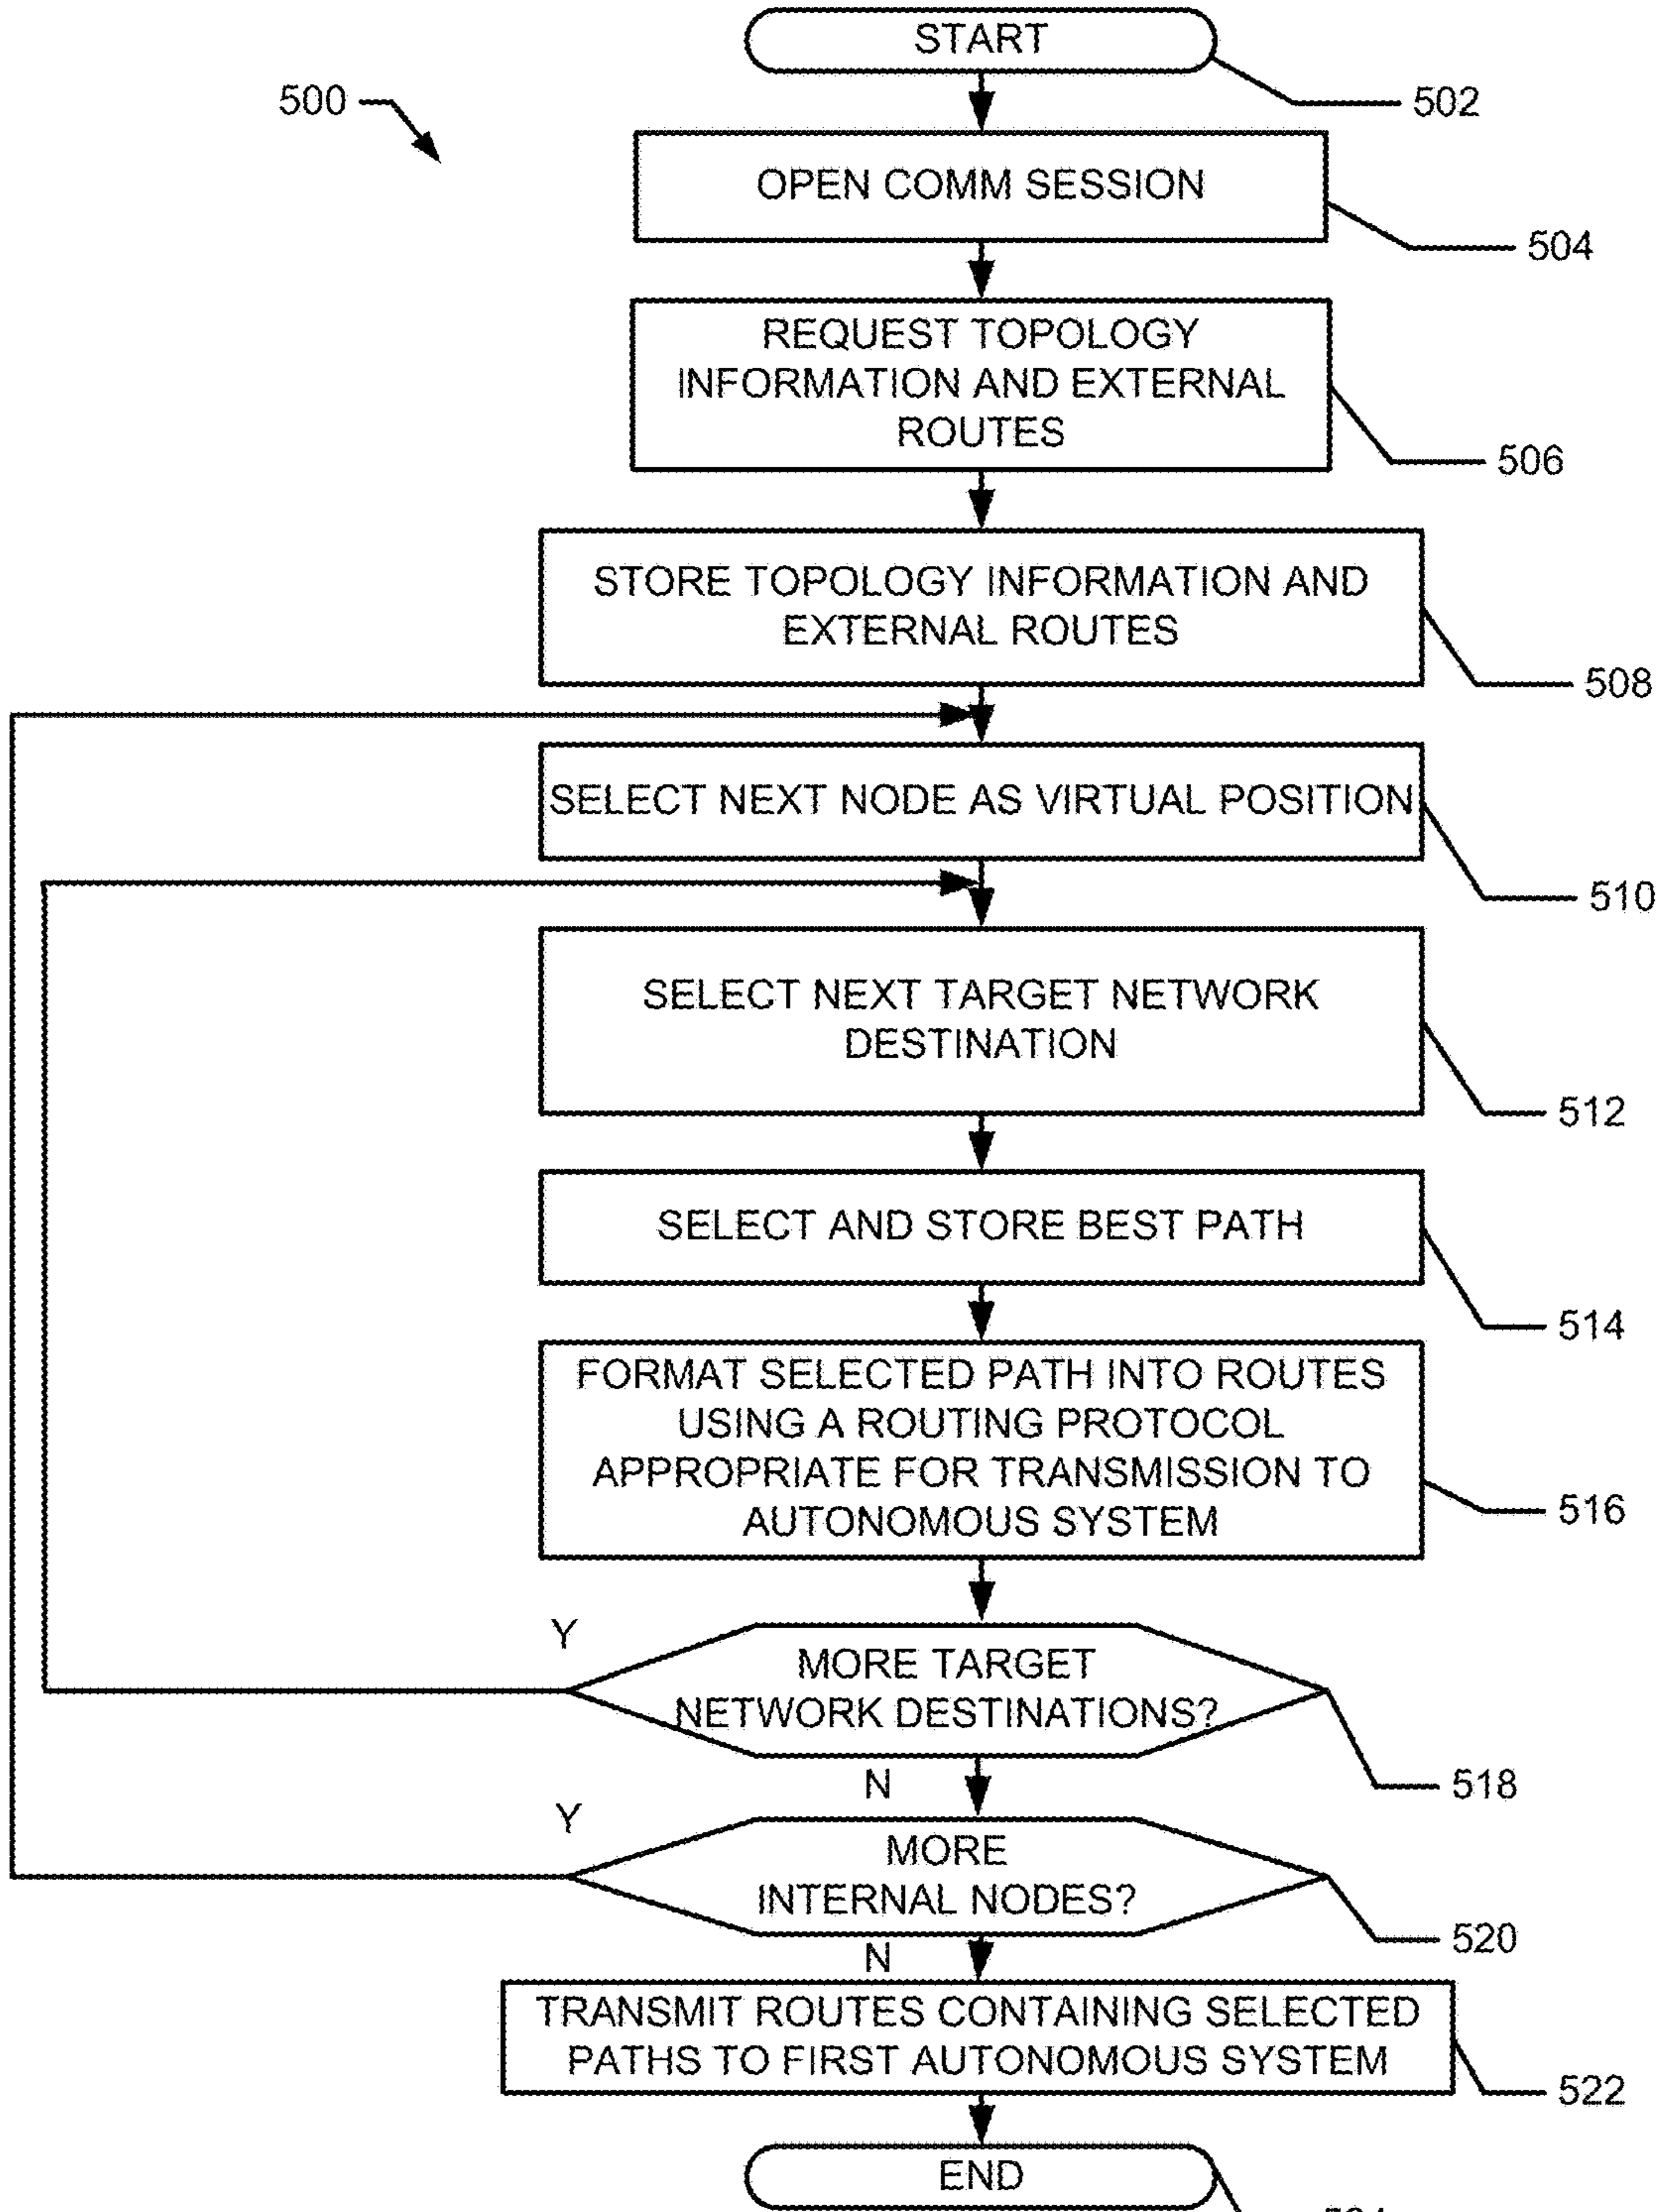 START
500
502
OPEN COMM SESSION
504
REQUEST TOPOLOGY
INFORMATION AND EXTERNAL
ROUTES
506
STORE TOPOLOGY INFORMATION AND
EXTERNAL ROUTES
508
SELECT NEXT NODE AS VIRTUAL POSITION
510
SELECT NEXT TARGET NETWORK
DESTINATION
512
SELECT AND STORE BEST PATH
514
FORMAT SELECTED PATH INTO ROUTES
USING A ROUTING PROTOCOL
APPROPRIATE FOR TRANSMISSION TO
AUTONOMOUS SYSTEM
516
Y
MORE TARGET
NETWORK DESTINATIONS?
518
N
Y
MORE
INTERNAL NODES?
520
N
TRANSMIT ROUTES CONTAINING SELECTED
PATHS TO FIRST AUTONOMOUS SYSTEM
522
END